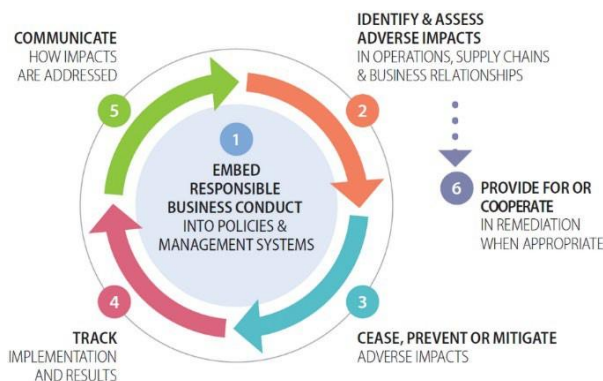 COMMUNICATE
HOW IMPACTS
ARE ADDRESSED
5
IDENTIFY & ASSESS
ADVERSE IMPACTS
IN OPERATIONS, SUPPLY CHAINS
& BUSINESS RELATIONSHIPS
2
1
EMBED
RESPONSIBLE
BUSINESS CONDUCT
INTO POLICIES &
MANAGEMENT SYSTEMS
6
PROVIDE FOR OR
COOPERATE
IN REMEDIATION
WHEN APPROPRIATE
4
TRACK
IMPLEMENTATION
AND RESULTS
3
CEASE, PREVENT OR MITIGATE
ADVERSE IMPACTS